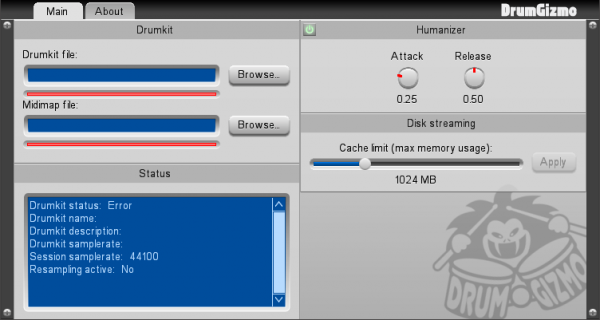 Main
About
DrumGizmo
Drumkit
Drumkit file:
Browse...
Midimap file:
Browse...
Status
Drumkit status: Error
Drumkit name:
Drumkit description:
Drumkit samplerate:
Session samplerate: 44100
Resampling active: No
Humanizer
Attack
Release
0.25
0.50
Disk streaming
Cache limit (max memory usage):
Apply
1024 MB
DRUM GIZMO